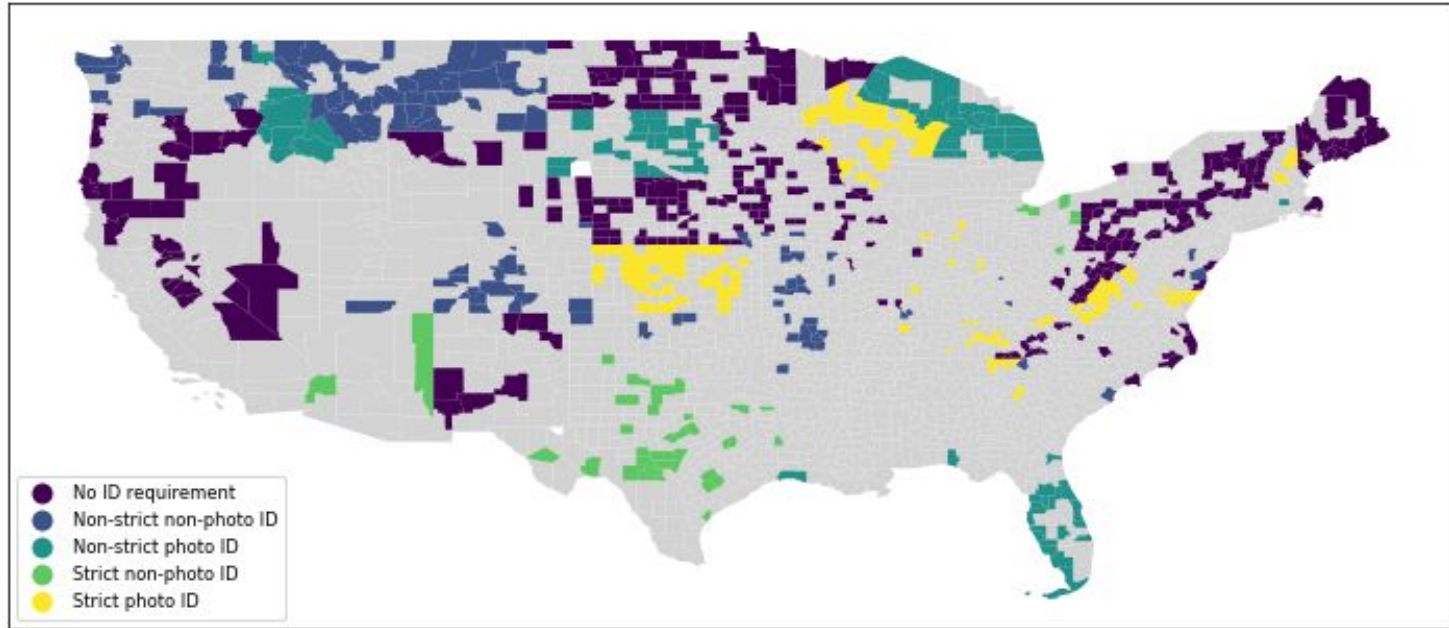 No ID requirement
Non-strict non-photo ID
Non-strict photo ID
Strict non-photo ID
Strict photo ID